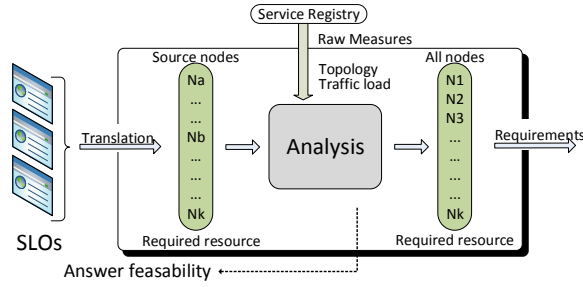 Service Registry
Raw Measures
Source nodes
All nodes
Topology
Traffic load
Na
...
...
Nb
...
...
...
Nk
N1
N2
N3
...
...
...
...
Nk
Translation
Analysis
Requirements
SLOs
Required resource
Required resource
Answer feasability